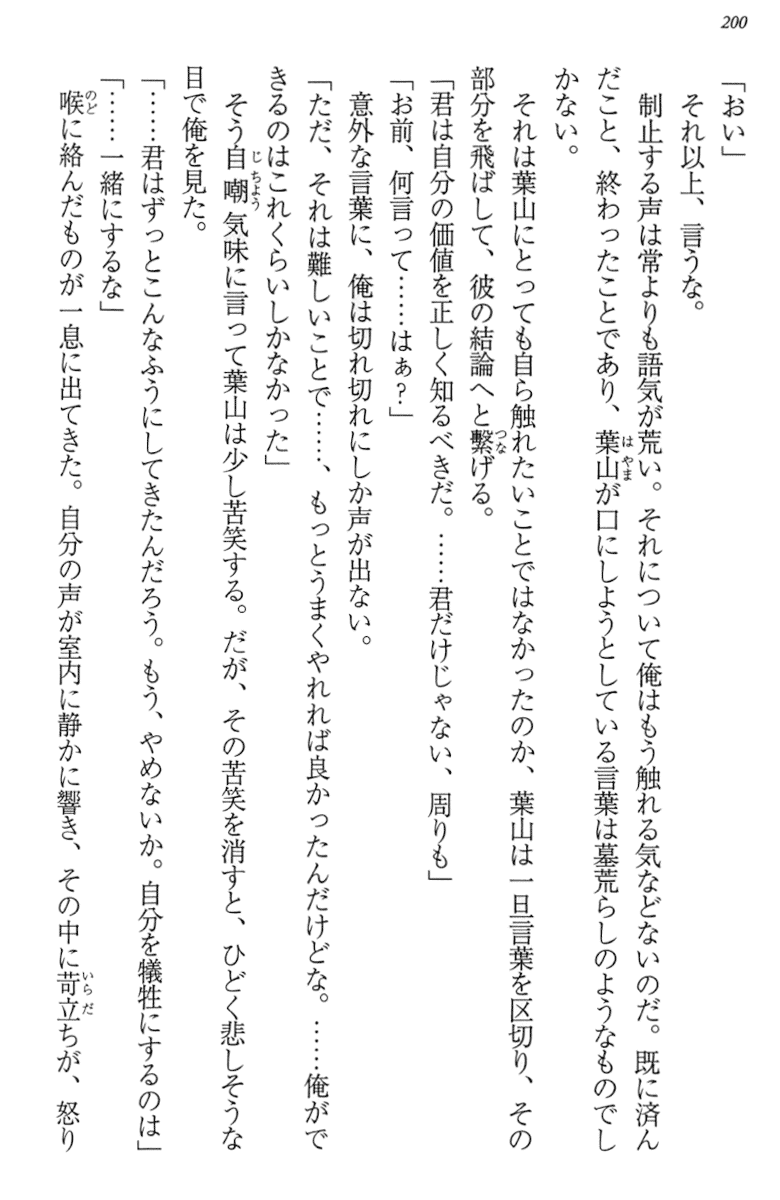 200
「おい」
それ以上、言うな。
制止する声は常よりも語気が荒い。それについて俺はもう触れる気などないのだ。既に済ん
だこと、終わったことであり、葉山が口にしようとしている言葉は墓荒らしのようなものでし
かない。
それは葉山にとっても自ら触れたいことではなかったのか、葉山は一旦言葉を区切り、その
部分を飛ばして、彼の結論へと繋げる。
「君は自分の価値を正しく知るべきだ。……君だけじゃない、周りも」
「お前、何言って……はぁ？」
意外な言葉に、俺は切れ切れにしか声が出ない。
「ただ、それは難しいことで……、もっとうまくやれれば良かったんだけどな。……俺がで
きるのはこれくらいしかなかった」
そう自嘲気味に言って葉山は少し苦笑する。だが、その苦笑を消すと、ひどく悲しそうな
目で俺を見た。
「……君はずっとこんなふうにしてきたんだろう。もう、やめないか。自分を犠牲にするのは」
「……一緒にするな」
喉に絡んだものが一息に出てきた。自分の声が室内に静かに響き、その中に苛立ちが、怒り